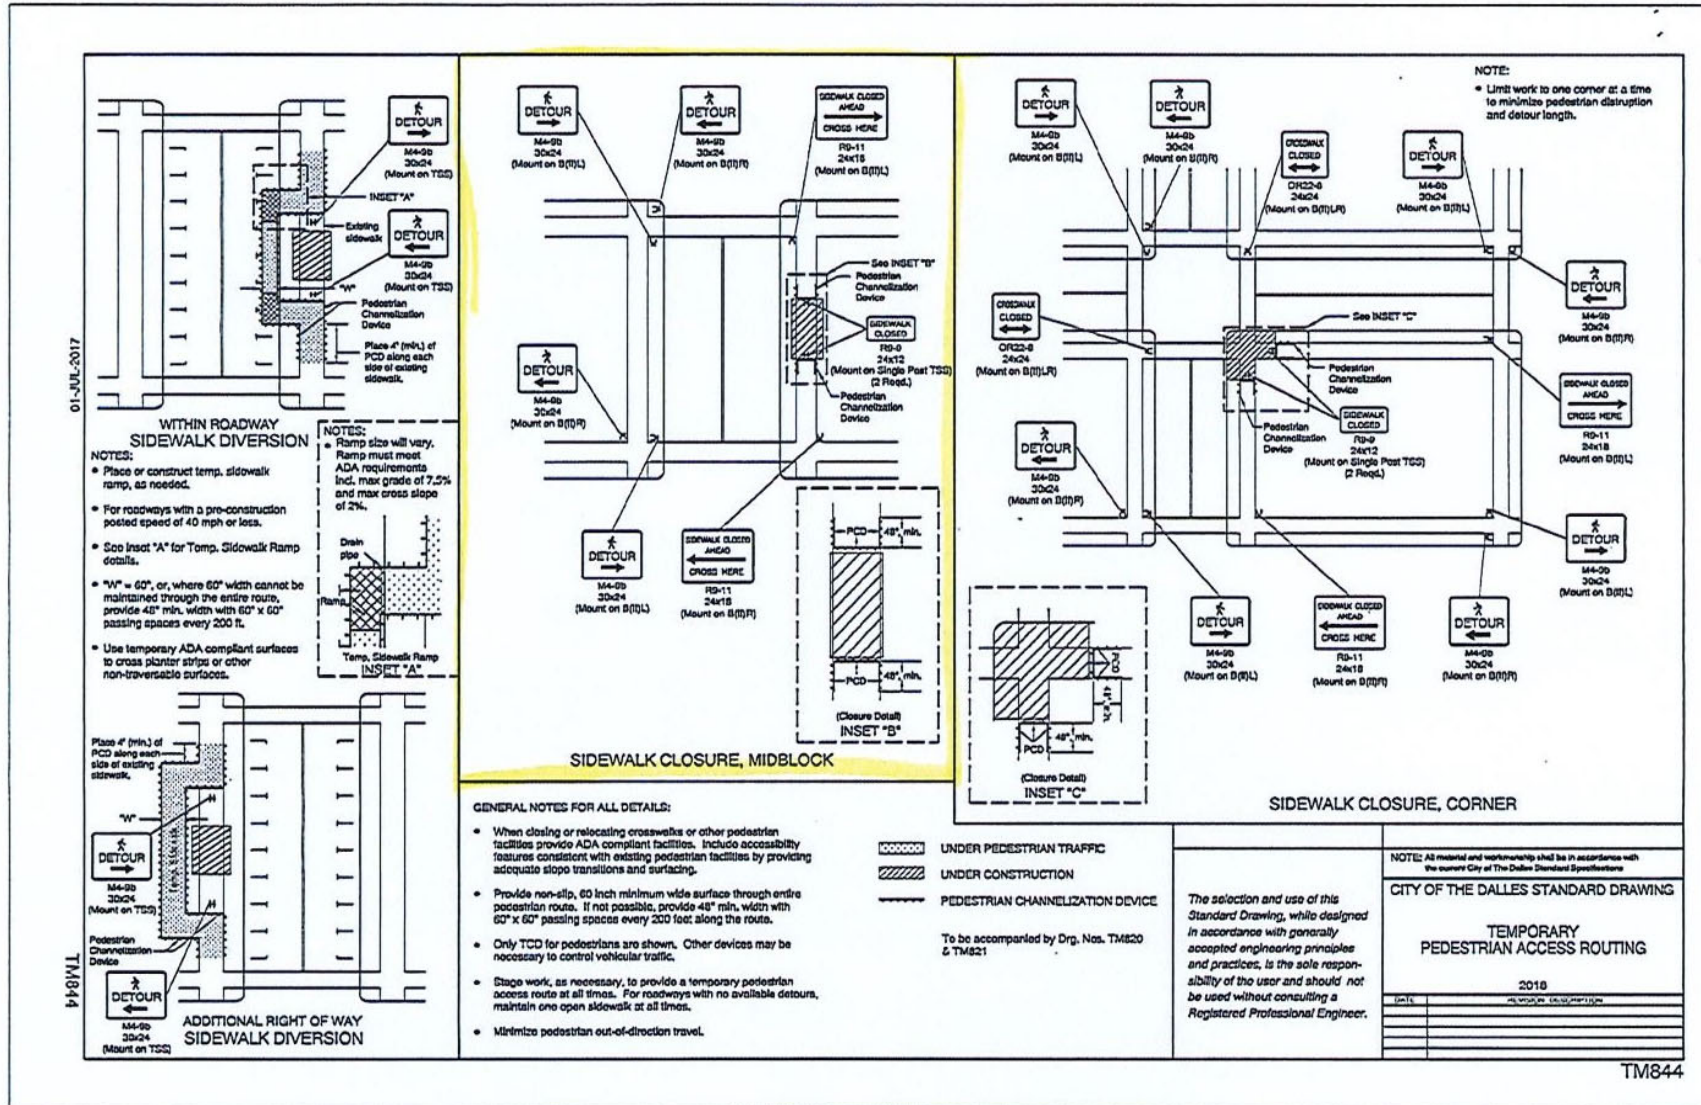 01-JUL-2017
TM844
DETOUR
M4-9b
30x24
(Mount on TSS)
INSET "A"
Existing
sidewalk
DETOUR
M4-9b
30x24
(Mount on TSS)
"W"
Pedestrian
Channelization
Device
Place 4' (min.) of
PCD along each
side of existing
sidewalk.
WITHIN ROADWAY
SIDEWALK DIVERSION
NOTES:
• Place or construct temp. sidewalk
ramp, as needed.
• For roadways with a pre-construction
posted speed of 40 mph or less.
• See Inset "A" for Temp. Sidewalk Ramp
details.
• "W" = 60", or, where 60" width cannot be
maintained through the entire route,
provide 48" min. width with 60" x 60"
passing spaces every 200 ft.
• Use temporary ADA compliant surfaces
to cross planter strips or other
non-traversable surfaces.
NOTES:
• Ramp size will vary.
Ramp must meet
ADA requirements
incl. max grade of 7.5%
and max cross slope
of 2%.
Drain
pipe
Ramp
Temp. Sidewalk Ramp
INSET "A"
Place 4' (min.) of
PCD along each
side of existing
sidewalk.
"W"
DETOUR
M4-9b
30x24
(Mount on TSS)
Pedestrian
Channelization
Device
DETOUR
M4-9b
30x24
(Mount on TSS)
ADDITIONAL RIGHT OF WAY
SIDEWALK DIVERSION
DETOUR
M4-9b
30x24
(Mount on B(II)L)
DETOUR
M4-9b
30x24
(Mount on B(II)R)
SIDEWALK CLOSED
AHEAD
CROSS HERE
R9-11
24x18
(Mount on B(II)L)
See INSET "B"
Pedestrian
Channelization
Device
SIDEWALK
CLOSED
R9-9
24x12
(Mount on Single Post TSS)
(2 Reqd.)
Pedestrian
Channelization
Device
DETOUR
M4-9b
30x24
(Mount on B(II)R)
DETOUR
M4-9b
30x24
(Mount on B(II)L)
SIDEWALK CLOSED
AHEAD
CROSS HERE
R9-11
24x18
(Mount on B(II)R)
PCD
48" min.
PCD
48" min.
(Closure Detail)
INSET "B"
SIDEWALK CLOSURE, MIDBLOCK
NOTE:
• Limit work to one corner at a time
to minimize pedestrian disruption
and detour length.
DETOUR
M4-9b
30x24
(Mount on B(II)L)
DETOUR
M4-9b
30x24
(Mount on B(II)R)
CROSSWALK
CLOSED
OR22-8
24x24
(Mount on B(II)LR)
DETOUR
M4-9b
30x24
(Mount on B(II)L)
DETOUR
M4-9b
30x24
(Mount on B(II)R)
CROSSWALK
CLOSED
OR22-8
24x24
(Mount on B(II)LR)
See INSET "C"
Pedestrian
Channelization
Device
SIDEWALK CLOSED
AHEAD
CROSS HERE
R9-11
24x18
(Mount on B(II)L)
SIDEWALK
CLOSED
R9-9
24x12
(Mount on Single Post TSS)
(2 Reqd.)
Pedestrian
Channelization
Device
DETOUR
M4-9b
30x24
(Mount on B(II)R)
DETOUR
M4-9b
30x24
(Mount on B(II)L)
DETOUR
M4-9b
30x24
(Mount on B(II)L)
SIDEWALK CLOSED
AHEAD
CROSS HERE
R9-11
24x18
(Mount on B(II)R)
DETOUR
M4-9b
30x24
(Mount on B(II)R)
PCD
PCD
48" min.
(Closure Detail)
INSET "C"
SIDEWALK CLOSURE, CORNER
GENERAL NOTES FOR ALL DETAILS:
• When closing or relocating crosswalks or other pedestrian
facilities provide ADA compliant facilities. Include accessibility
features consistent with existing pedestrian facilities by providing
adequate slope transitions and surfacing.
• Provide non-slip, 60 inch minimum wide surface through entire
pedestrian route. If not possible, provide 48" min. width with
60" x 60" passing spaces every 200 feet along the route.
• Only TCD for pedestrians are shown. Other devices may be
necessary to control vehicular traffic.
• Stage work, as necessary, to provide a temporary pedestrian
access route at all times. For roadways with no available detours,
maintain one open sidewalk at all times.
• Minimize pedestrian out-of-direction travel.
UNDER PEDESTRIAN TRAFFIC
UNDER CONSTRUCTION
PEDESTRIAN CHANNELIZATION DEVICE
To be accompanied by Drg. Nos. TM820
& TM821
The selection and use of this
Standard Drawing, while designed
in accordance with generally
accepted engineering principles
and practices, is the sole respon-
sibility of the user and should not
be used without consulting a
Registered Professional Engineer.
NOTE: All material and workmanship shall be in accordance with
the current City of The Dalles Standard Specifications
CITY OF THE DALLES STANDARD DRAWING
TEMPORARY
PEDESTRIAN ACCESS ROUTING
2018
DATE
REVISION DESCRIPTION
TM844